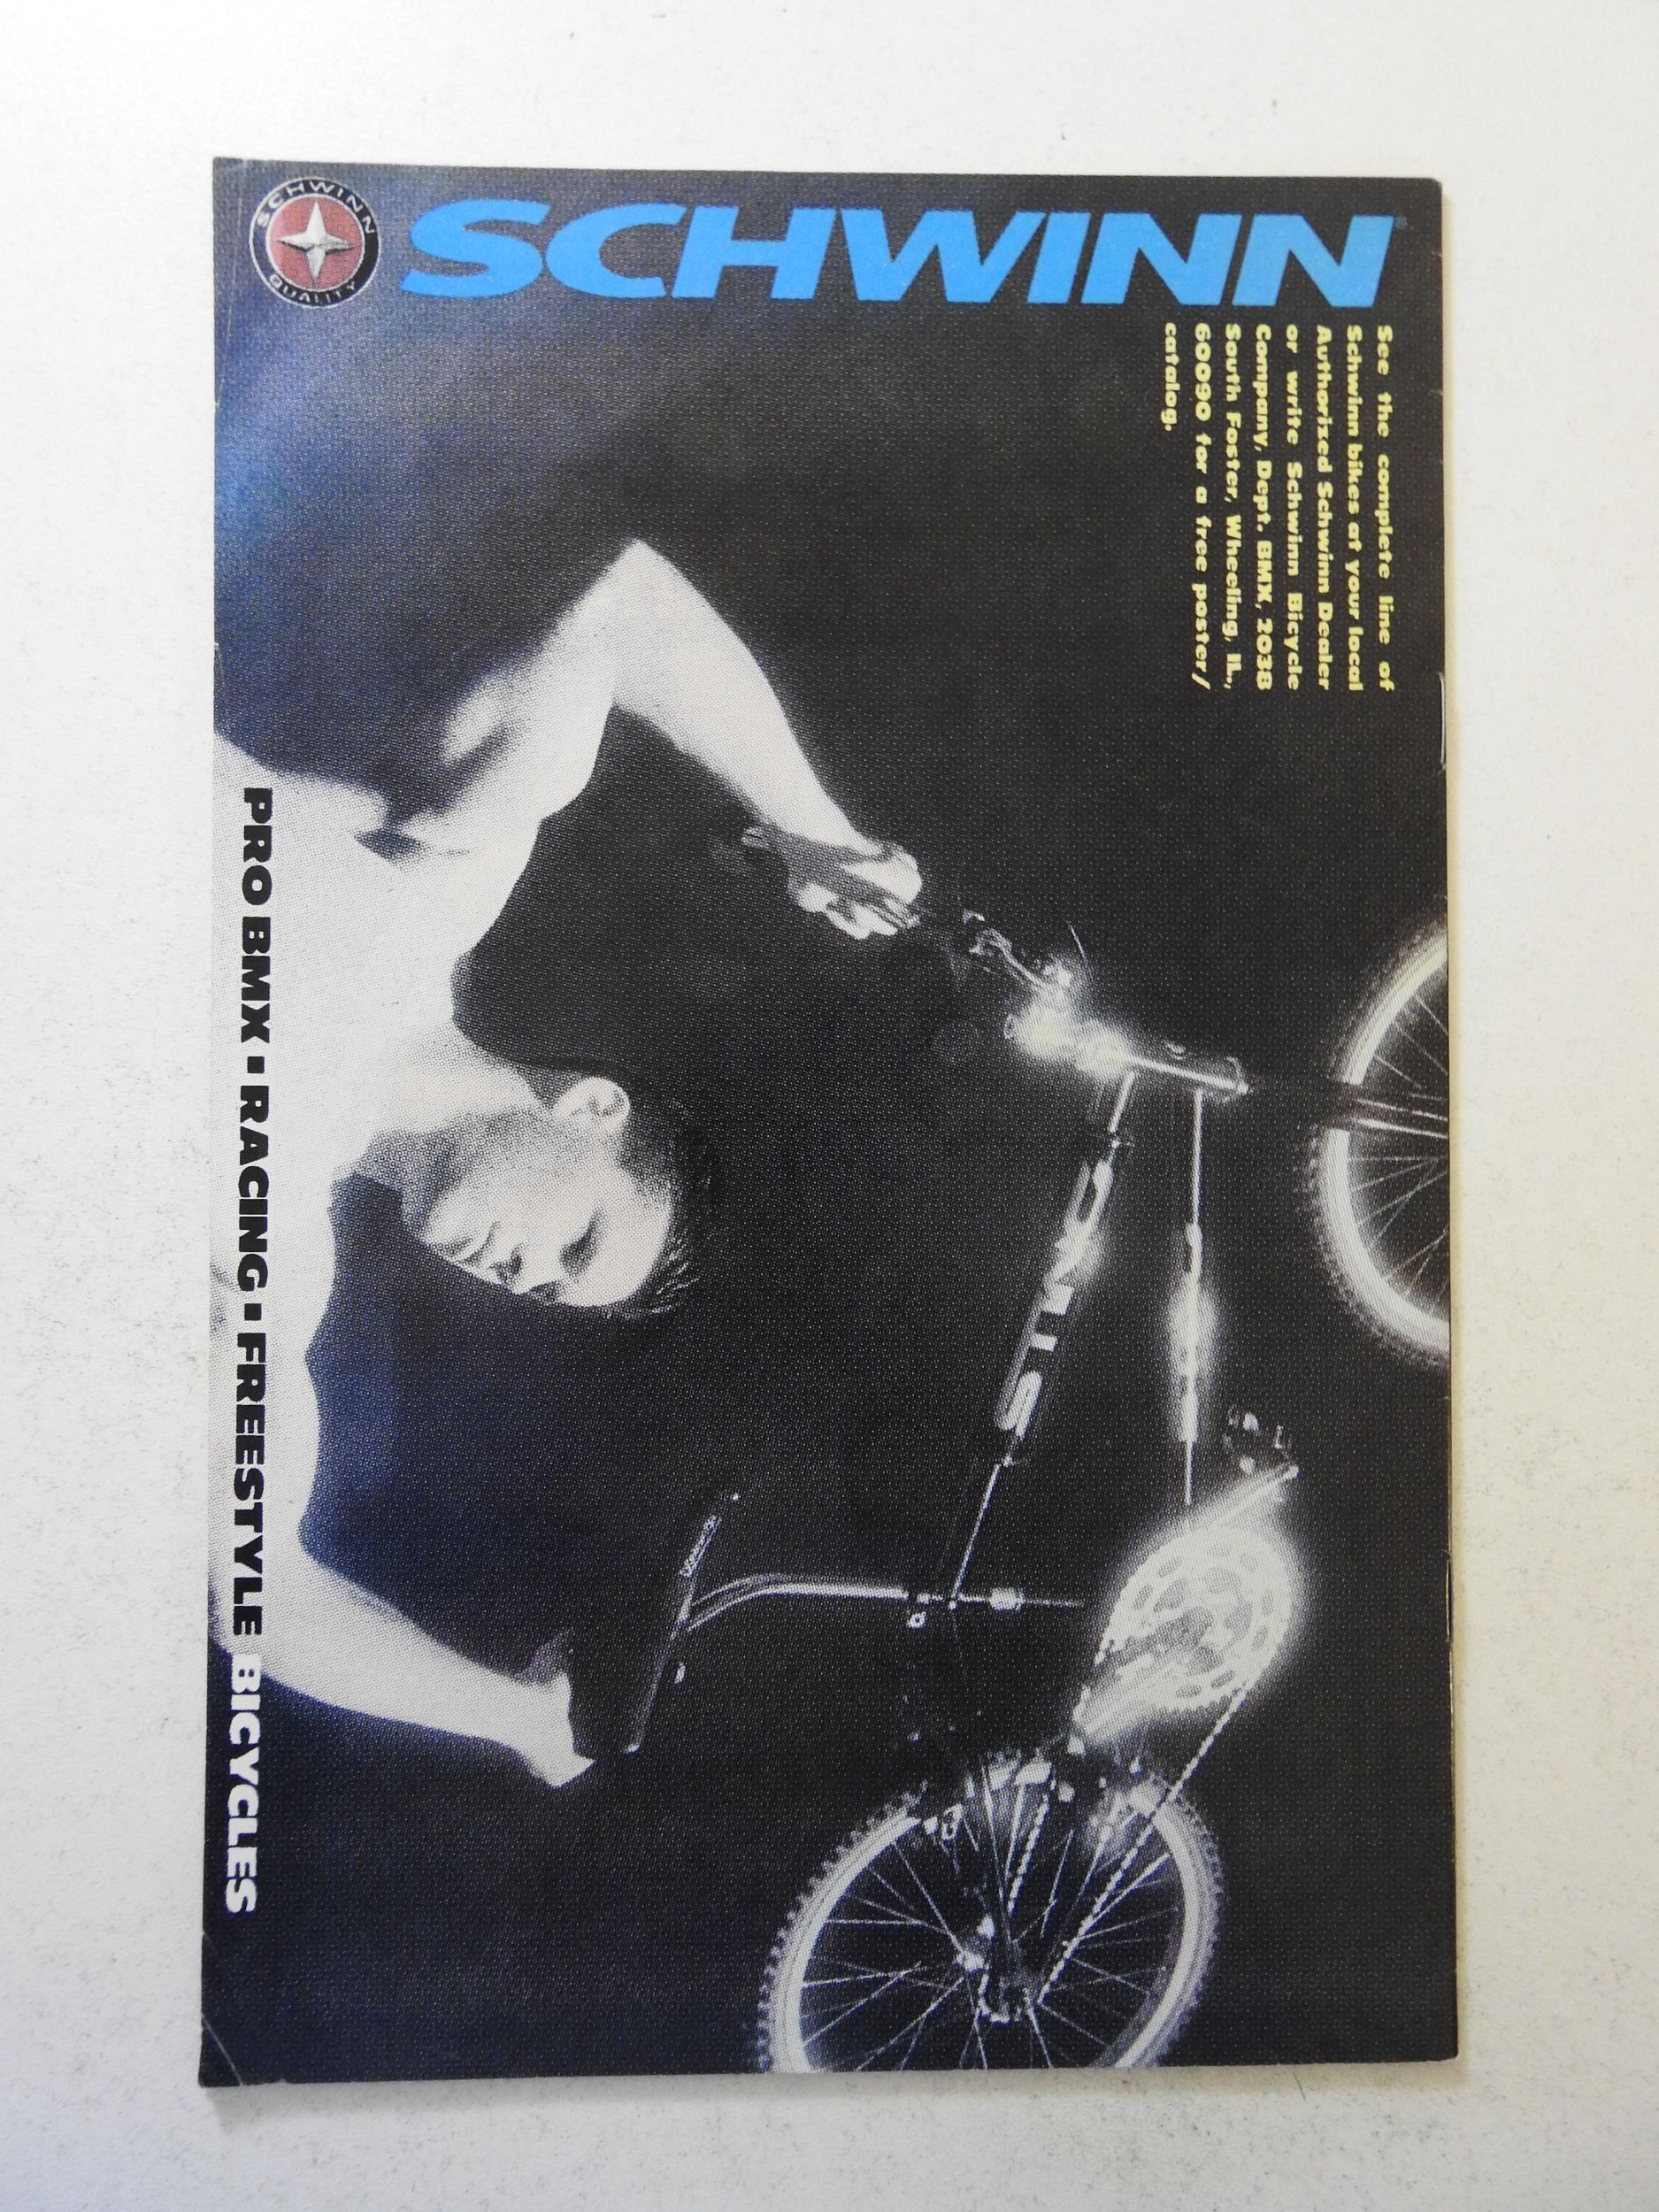 SCHWINN
QUALITY
SCHWINN
See the complete line of
Schwinn bikes at your local
Authorized Schwinn Dealer
or write Schwinn Bicycle
Company, Dept. BMX, 2038
South Foster, Wheeling, IL,
60090 for a free poster/
catalog.
PRO BMX ▪ RACING ▪ FREESTYLE BICYCLES